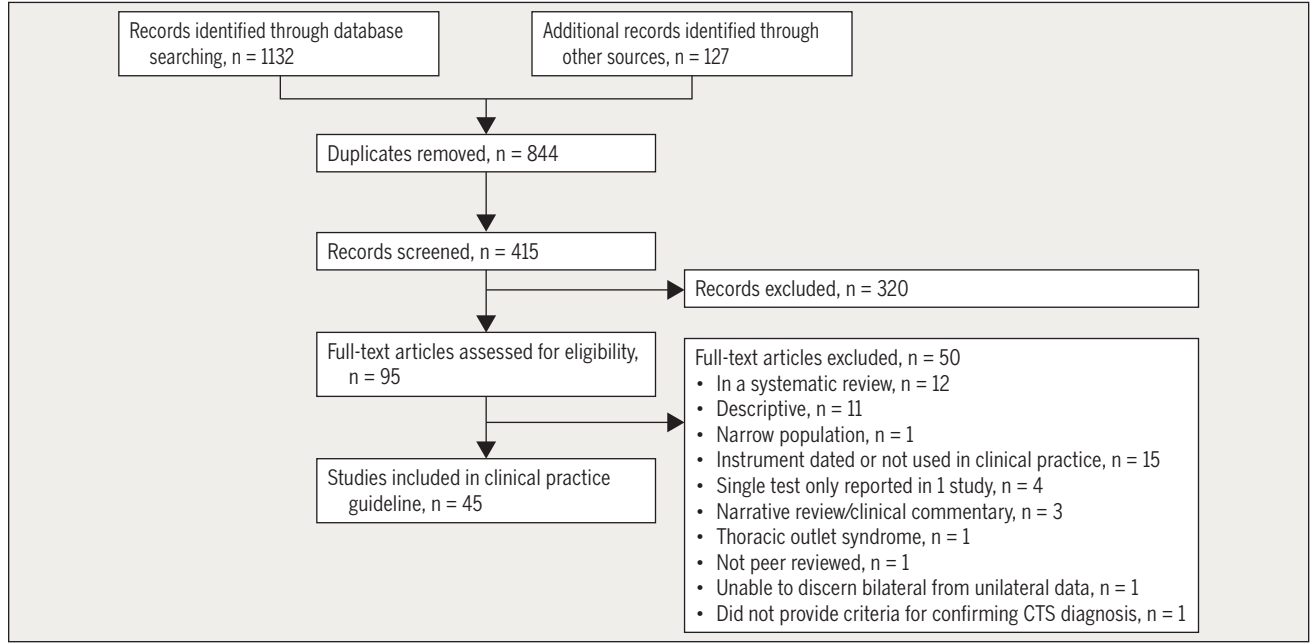 Records identified through database
searching, n = 1132
Additional records identified through
other sources, n = 127
Duplicates removed, n = 844
Records screened, n = 415
Records excluded, n = 320
Full-text articles assessed for eligibility,
n = 95
Full-text articles excluded, n = 50
• In a systematic review, n = 12
• Descriptive, n = 11
• Narrow population, n = 1
• Instrument dated or not used in clinical practice, n = 15
• Single test only reported in 1 study, n = 4
• Narrative review/clinical commentary, n = 3
• Thoracic outlet syndrome, n = 1
• Not peer reviewed, n = 1
• Unable to discern bilateral from unilateral data, n = 1
• Did not provide criteria for confirming CTS diagnosis, n = 1
Studies included in clinical practice
guideline, n = 45